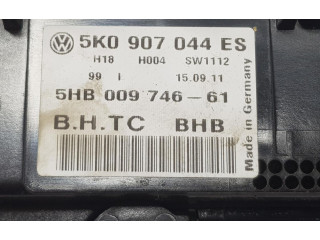 5K0 907 044 ES
H18 H004 SW1112
99 I 15.09.11
5HB 009 746-61
B.H.TC BHB
Made in Germany